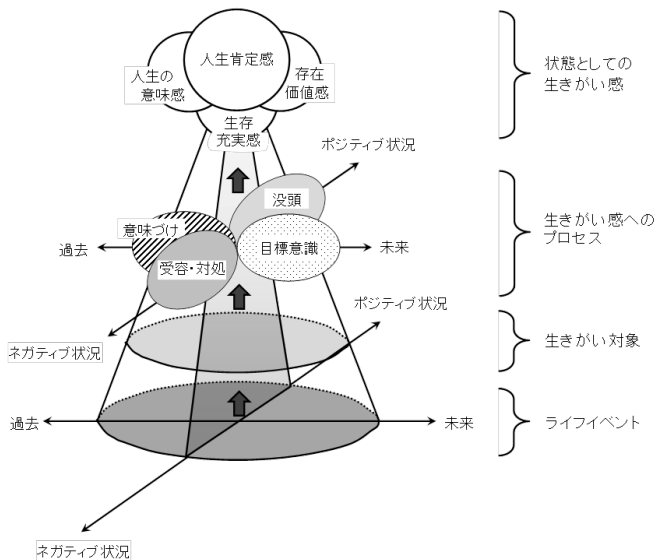 人生肯定感
人生の
意味感
存在
価値感
生存
充実感
状態としての
生きがい感
ポジティブ状況
没頭
意味づけ
過去
目標意識
未来
受容・対処
生きがい感への
プロセス
ポジティブ状況
ネガティブ状況
生きがい対象
過去
未来
ライフイベント
ネガティブ状況